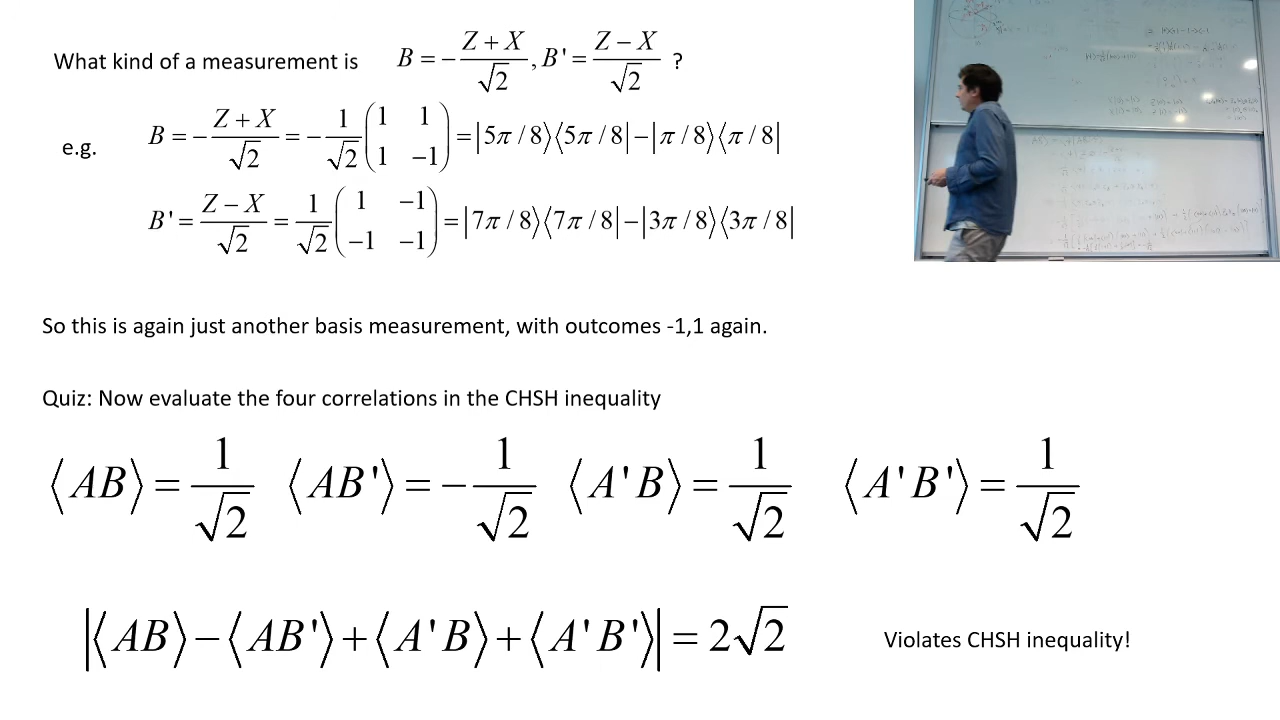 What kind of a measurement is B = −(Z + X)/√2, B' = (Z − X)/√2 ?
e.g. B = −(Z + X)/√2 = −1/√2 (1 1; 1 −1) = |5π / 8⟩⟨5π / 8| − |π / 8⟩⟨π / 8|
B' = (Z − X)/√2 = 1/√2 (1 −1; −1 −1) = |7π / 8⟩⟨7π / 8| − |3π / 8⟩⟨3π / 8|
So this is again just another basis measurement, with outcomes -1,1 again.
Quiz: Now evaluate the four correlations in the CHSH inequality
⟨AB⟩ = 1/√2 ⟨AB'⟩ = −1/√2 ⟨A'B⟩ = 1/√2 ⟨A'B'⟩ = 1/√2
|⟨AB⟩ − ⟨AB'⟩ + ⟨A'B⟩ + ⟨A'B'⟩| = 2√2 Violates CHSH inequality!